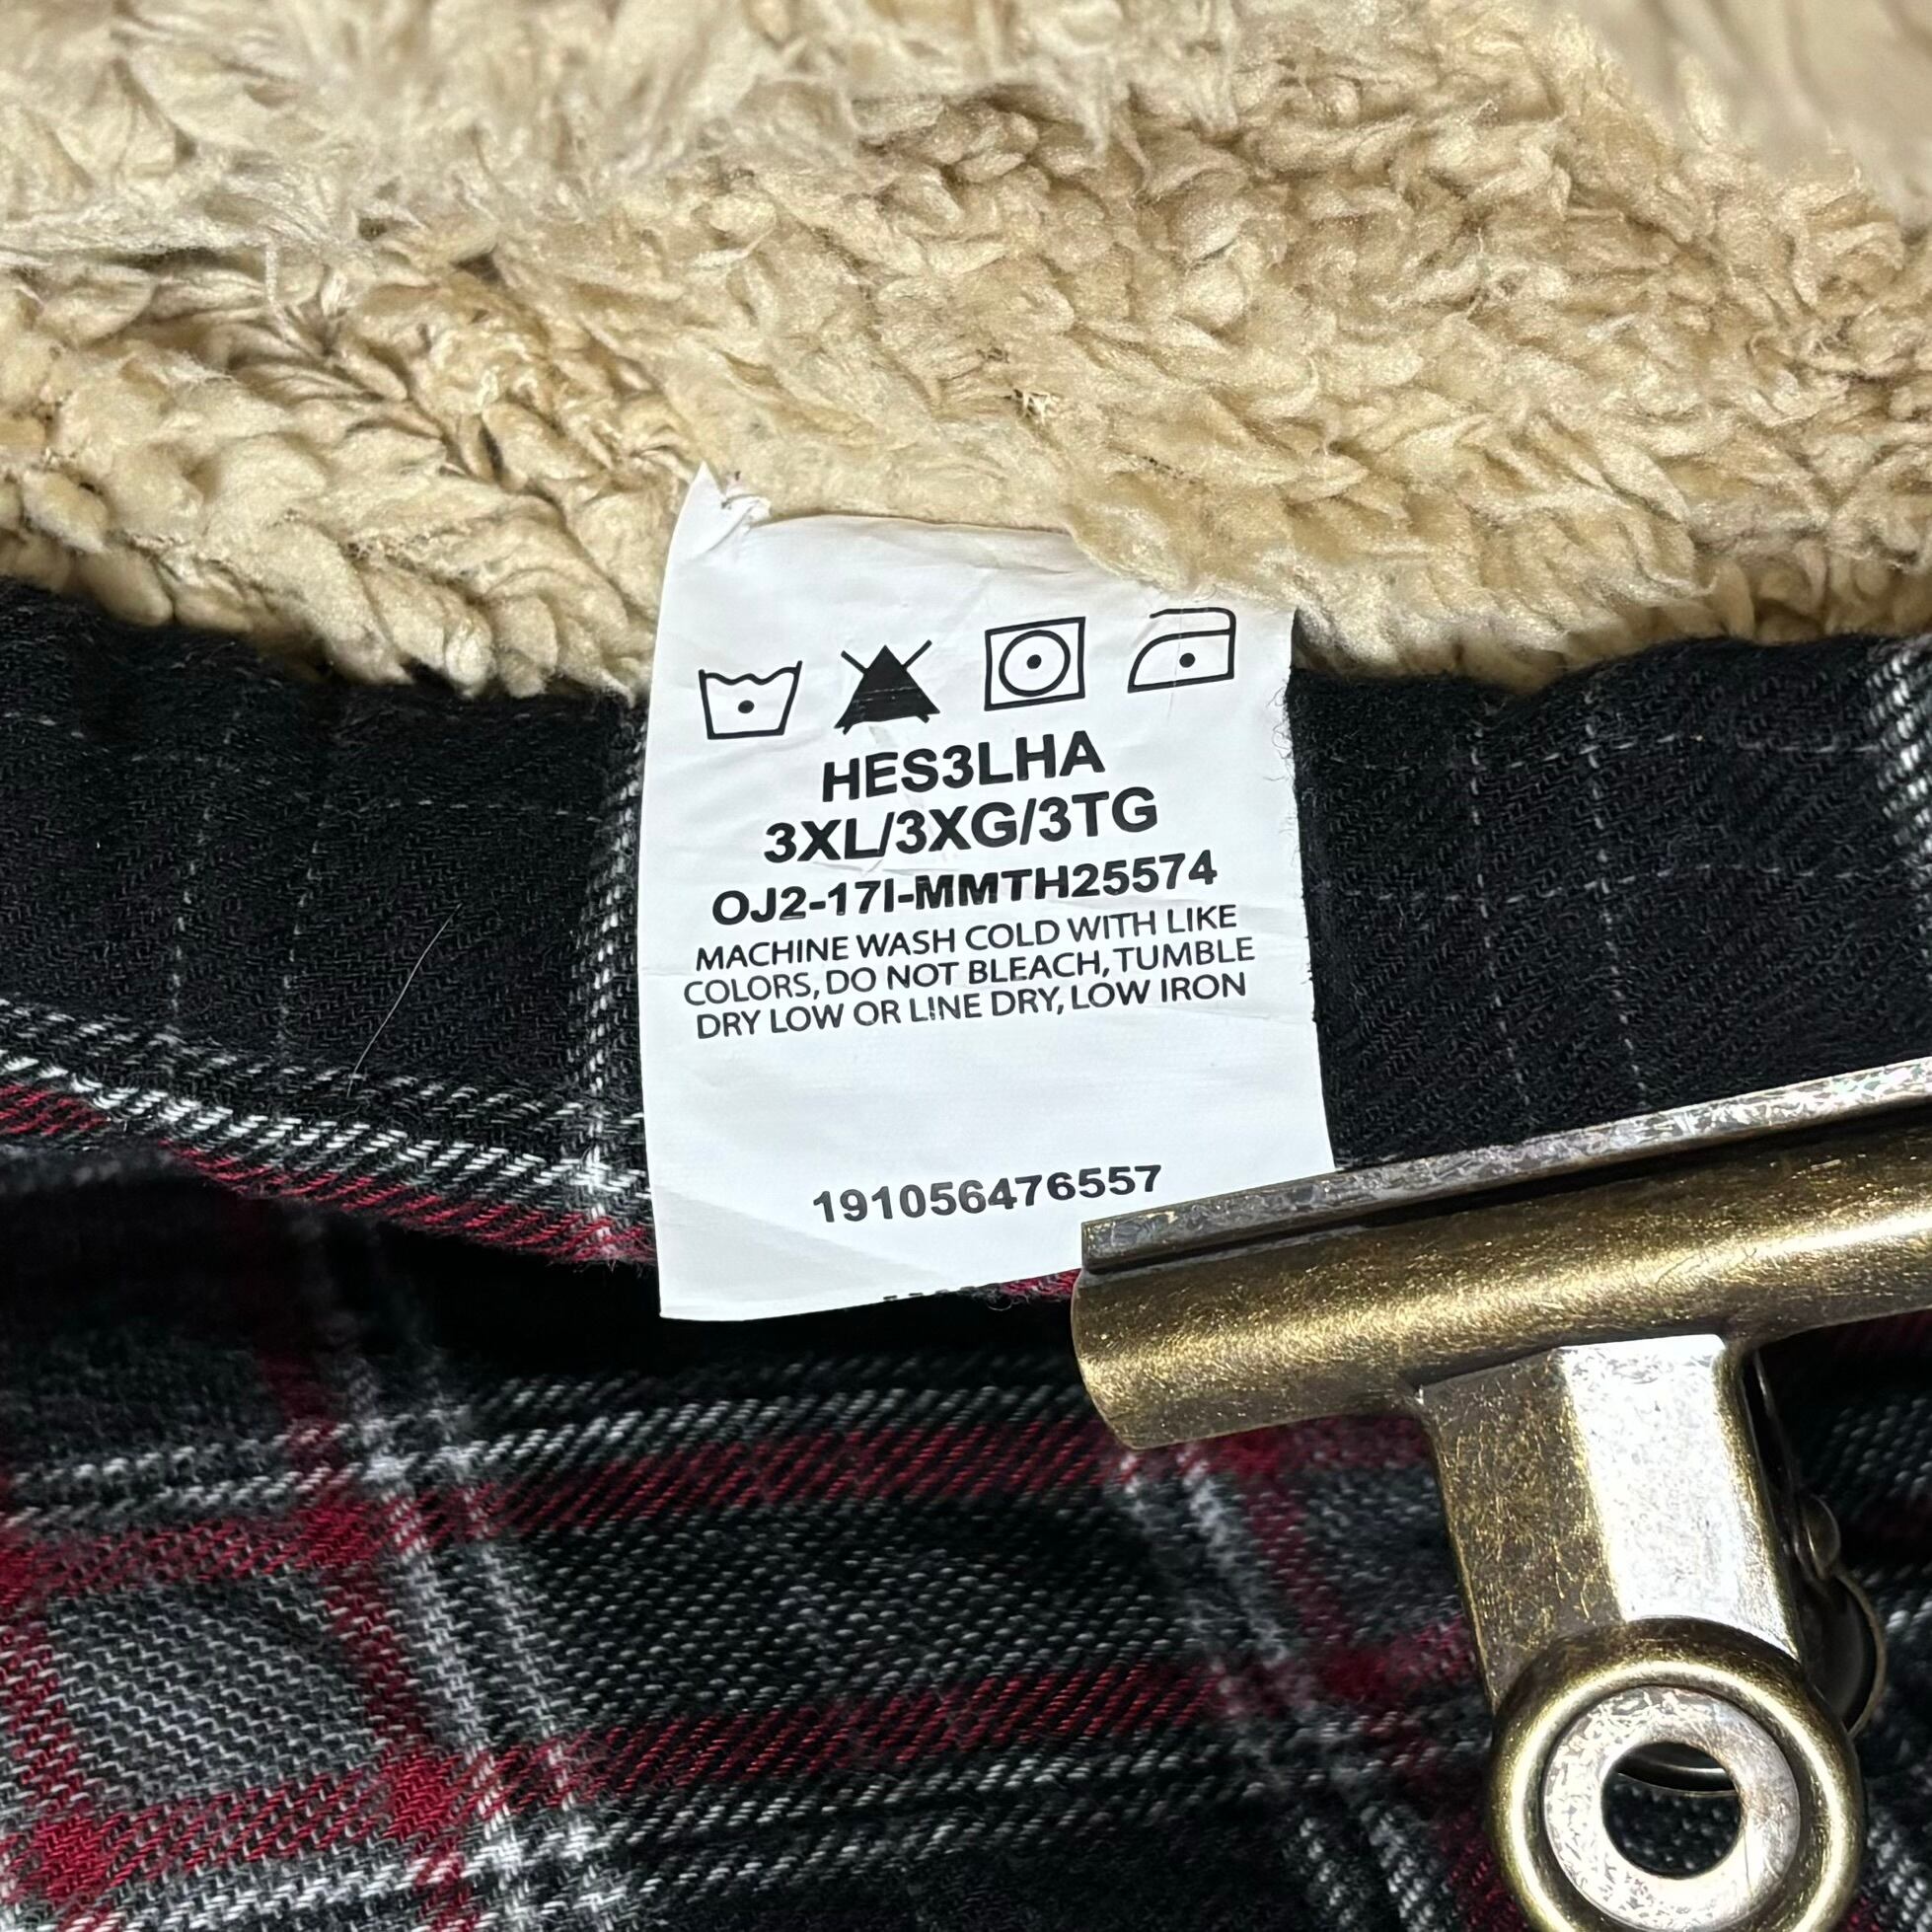 HES3LHA
3XL/3XG/3TG
OJ2-17I-MMTH25574
MACHINE WASH COLD WITH LIKE
COLORS, DO NOT BLEACH, TUMBLE
DRY LOW OR LINE DRY, LOW IRON
191056476557